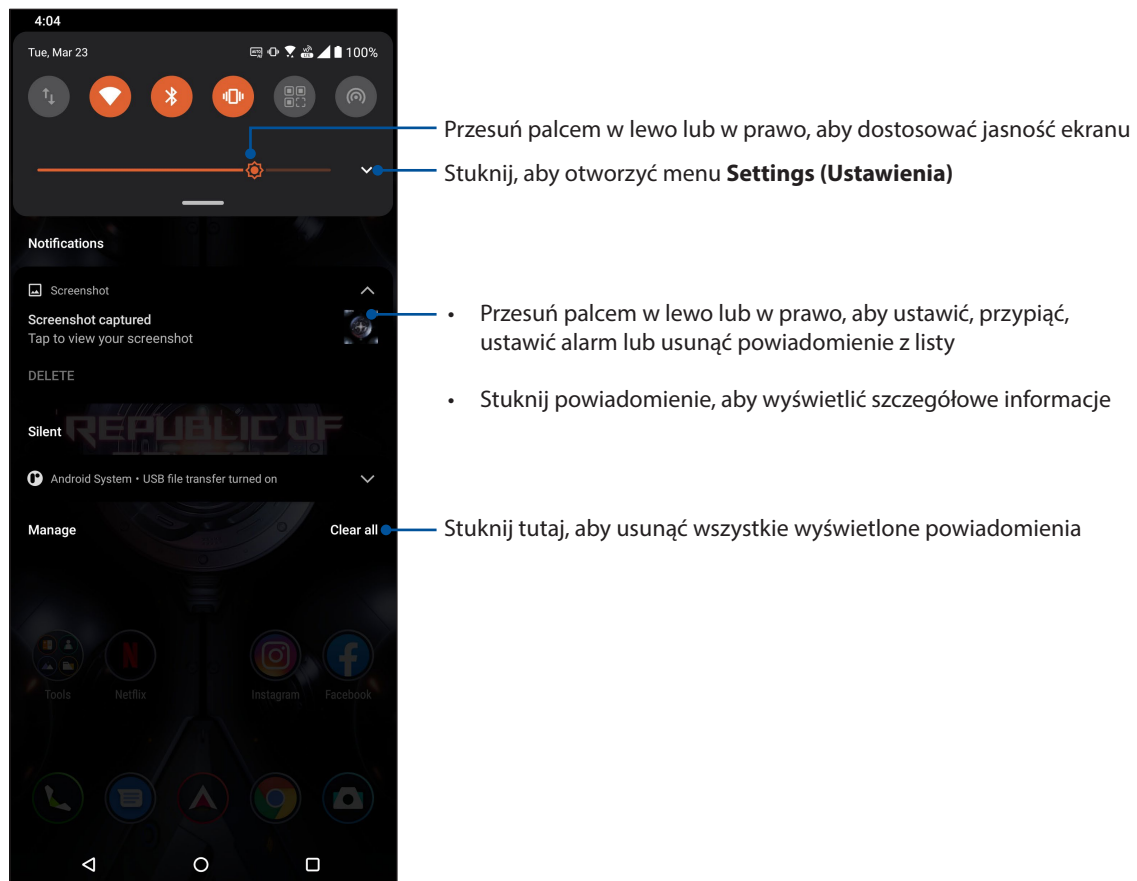 4:04
Tue, Mar 23
100%
Przesuń palcem w lewo lub w prawo, aby dostosować jasność ekranu
Stuknij, aby otworzyć menu Settings (Ustawienia)
Notifications
Screenshot
Screenshot captured
Tap to view your screenshot
DELETE
• Przesuń palcem w lewo lub w prawo, aby ustawić, przypiąć,
ustawić alarm lub usunąć powiadomienie z listy
• Stuknij powiadomienie, aby wyświetlić szczegółowe informacje
Silent
REPUBLIC OF
Android System • USB file transfer turned on
Manage
Clear all
Stuknij tutaj, aby usunąć wszystkie wyświetlone powiadomienia
Tools
Netflix
Instagram
Facebook